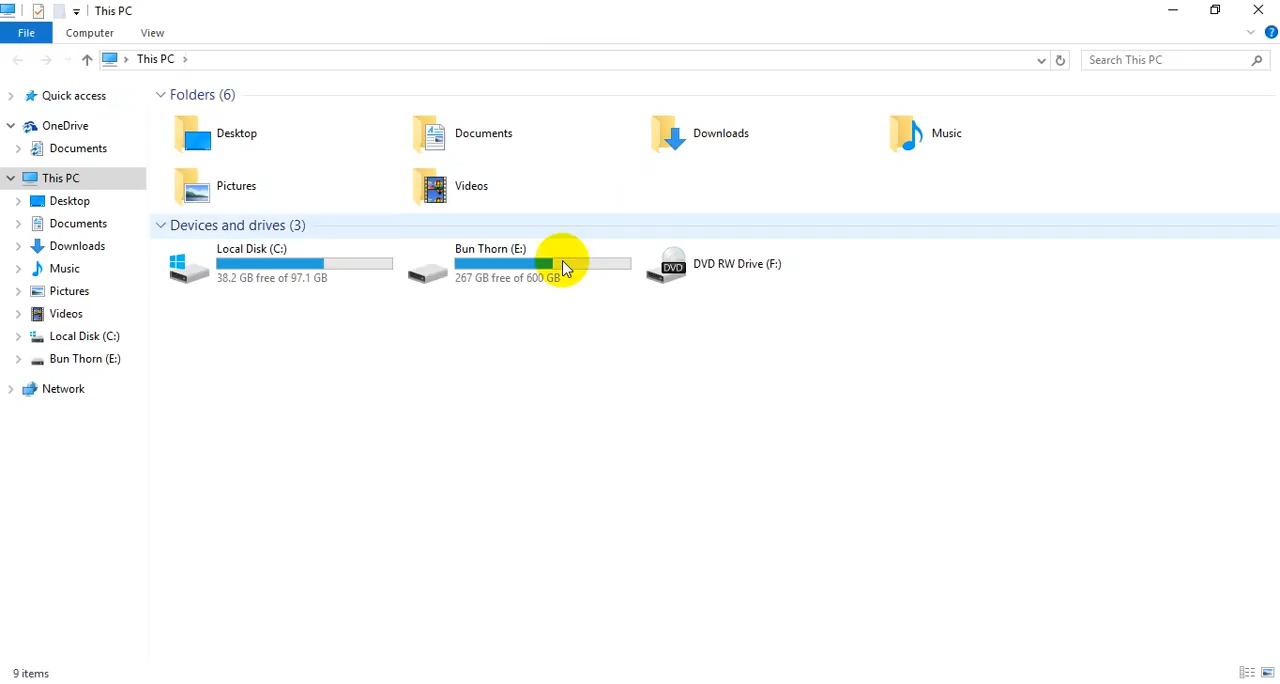 This PC
File Computer View
This PC
Search This PC
Quick access
OneDrive
Documents
This PC
Desktop
Documents
Downloads
Music
Pictures
Videos
Local Disk (C:)
Bun Thorn (E:)
Network
Folders (6)
Desktop
Documents
Downloads
Music
Pictures
Videos
Devices and drives (3)
Local Disk (C:)
38.2 GB free of 97.1 GB
Bun Thorn (E:)
267 GB free of 600 GB
DVD
DVD RW Drive (F:)
9 items